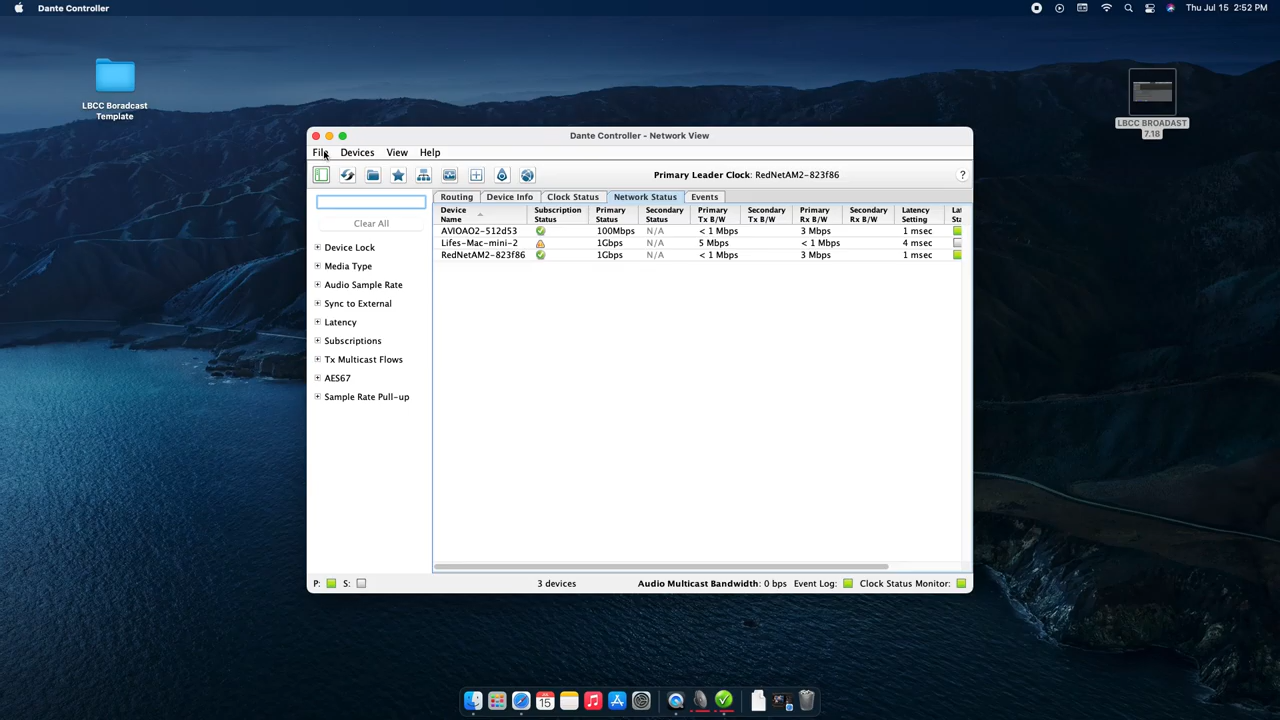 Dante Controller
Thu Jul 15 2:52 PM
LBCC Boradcast
Template
LBCC BROADCAST
7.18
Dante Controller - Network View
File Devices View Help
Primary Leader Clock: RedNetAM2-823f86
?
Clear All
Device Lock
Media Type
Audio Sample Rate
Sync to External
Latency
Subscriptions
Tx Multicast Flows
AES67
Sample Rate Pull-up
Routing Device Info Clock Status Network Status Events
Device Subscription Primary Secondary Primary Secondary Primary Secondary Latency Lat
Name Status Status Status Tx B/W Tx B/W Rx B/W Rx B/W Setting Sta
AVIOAO2-512d53 100Mbps N/A < 1 Mbps 3 Mbps 1 msec
Lifes-Mac-mini-2 1Gbps N/A 5 Mbps < 1 Mbps 4 msec
RedNetAM2-823f86 1Gbps N/A < 1 Mbps 3 Mbps 1 msec
P: S: 3 devices Audio Multicast Bandwidth: 0 bps Event Log: Clock Status Monitor:
15